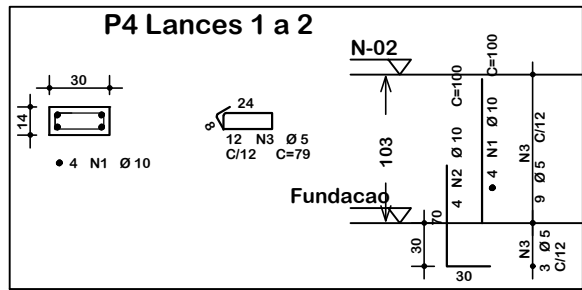 P4 Lances 1 a 2
30
14
4 N1 Ø 10
24
8
12 N3 Ø 5
C/12 C=79
N-02
103
Fundacao
30
30
70
4 N2 Ø 10 C=100
4 N1 Ø 10 C=100
N3
9 Ø 5 C/12
N3
3 Ø 5
C/12